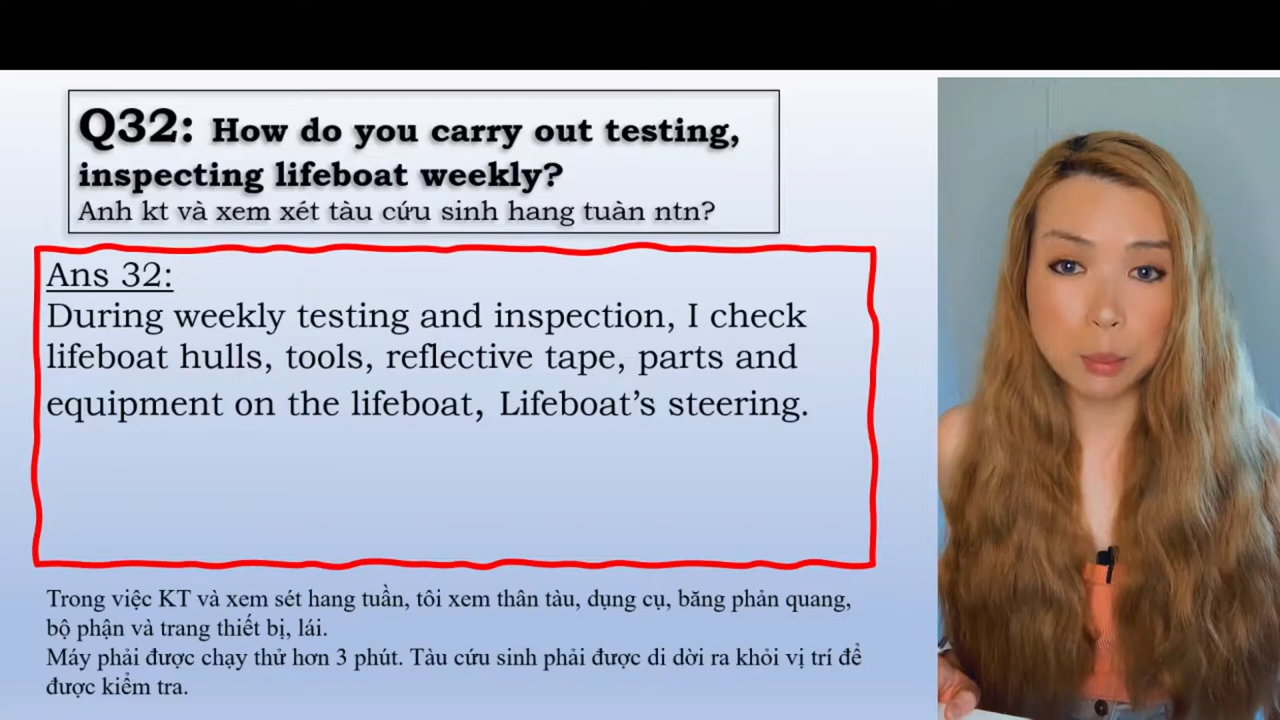 Q32: How do you carry out testing,
inspecting lifeboat weekly?
Anh kt và xem xét tàu cứu sinh hang tuàn ntn?
Ans 32:
During weekly testing and inspection, I check
lifeboat hulls, tools, reflective tape, parts and
equipment on the lifeboat, Lifeboat’s steering.
Trong việc KT và xem sét hang tuần, tôi xem thân tàu, dụng cụ, băng phản quang,
bộ phận và trang thiết bị, lái.
Máy phải được chạy thử hơn 3 phút. Tàu cứu sinh phải được di dời ra khỏi vị trí để
được kiểm tra.